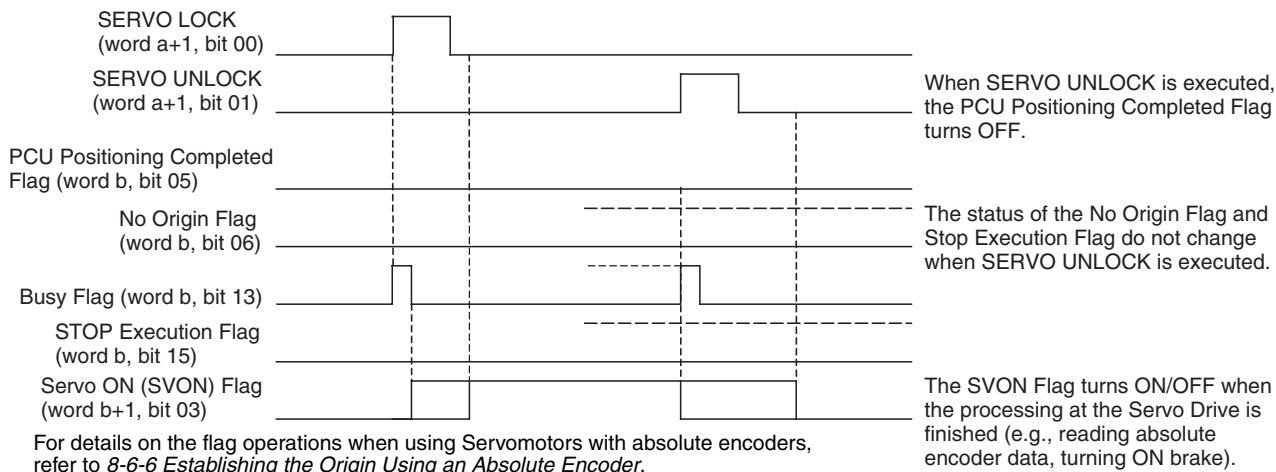 SERVO LOCK
(word a+1, bit 00)
SERVO UNLOCK
(word a+1, bit 01)
When SERVO UNLOCK is executed,
the PCU Positioning Completed Flag
turns OFF.
PCU Positioning Completed
Flag (word b, bit 05)
No Origin Flag
(word b, bit 06)
The status of the No Origin Flag and
Stop Execution Flag do not change
when SERVO UNLOCK is executed.
Busy Flag (word b, bit 13)
STOP Execution Flag
(word b, bit 15)
Servo ON (SVON) Flag
(word b+1, bit 03)
The SVON Flag turns ON/OFF when
the processing at the Servo Drive is
finished (e.g., reading absolute
encoder data, turning ON brake).
For details on the flag operations when using Servomotors with absolute encoders,
refer to 8-6-6 Establishing the Origin Using an Absolute Encoder.